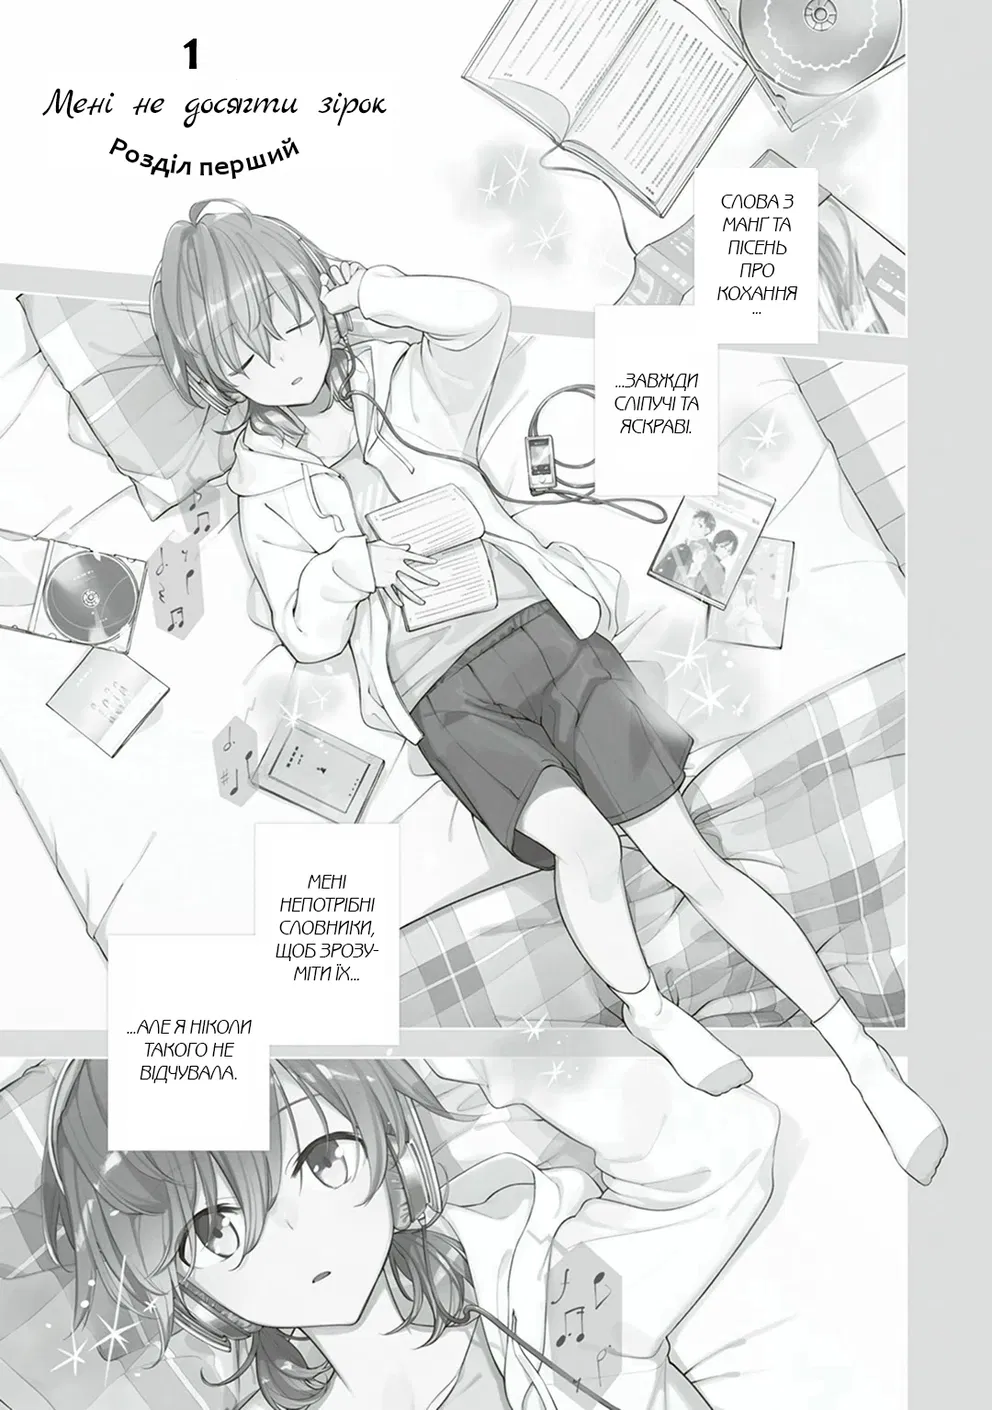 1
Мені не досягти зірок
Розділ перший
СЛОВА З
МАНҐ ТА
ПІСЕНЬ
ПРО
КОХАННЯ
...
...ЗАВЖДИ
СЛІПУЧІ ТА
ЯСКРАВІ.
МЕНІ
НЕПОТРІБНІ
СЛОВНИКИ,
ЩОБ ЗРОЗУ-
МІТИ ЇХ...
...АЛЕ Я НІКОЛИ
ТАКОГО НЕ
ВІДЧУВАЛА.